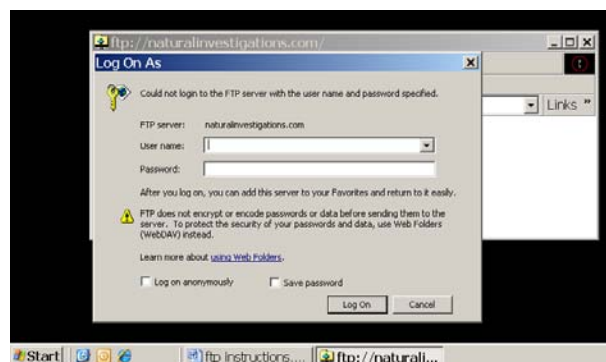 ftp://naturalinvestigations.com/
Log On As
Could not login to the FTP server with the user name and password specified.
FTP server: naturalinvestigations.com
User name:
Password:
After you log on, you can add this server to your Favorites and return to it easily.
FTP does not encrypt or encode passwords or data before sending them to the
server. To protect the security of your passwords and data, use Web Folders
(WebDAV) instead.
Learn more about using Web Folders.
Log on anonymously Save password
Log On Cancel
Links "
Start ftp instructions.... ftp://naturali...